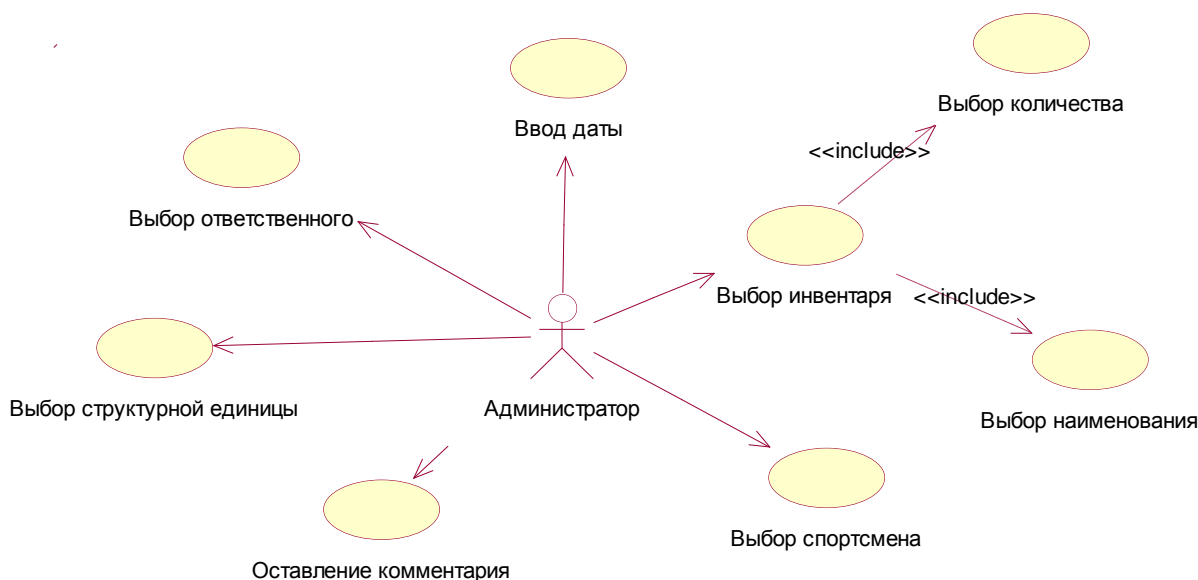 Выбор количества
Ввод даты
<<include>>
Выбор ответственного
Выбор инвентаря
<<include>>
Выбор структурной единицы
Администратор
Выбор наименования
Выбор спортсмена
Оставление комментария